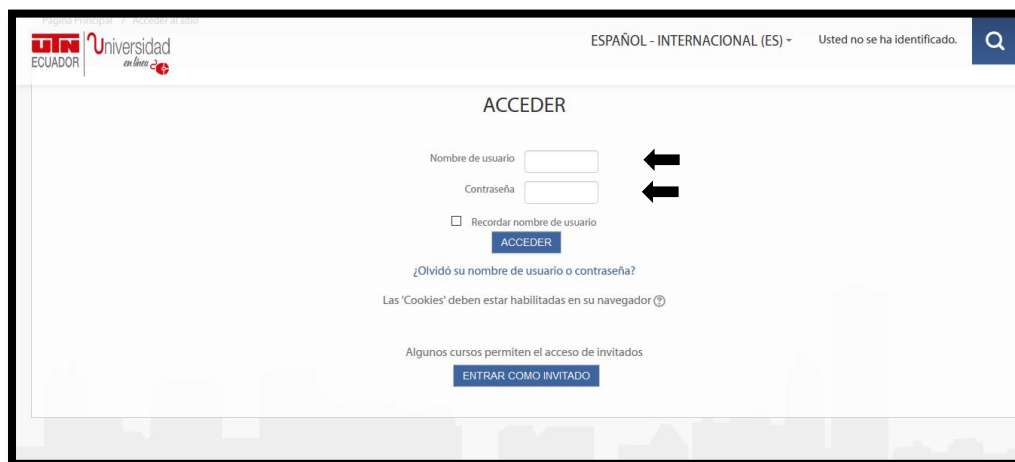 Página Principal / Acceder al sitio
UTN
ECUADOR
Universidad
en línea
ESPAÑOL - INTERNACIONAL (ES)
Usted no se ha identificado.
ACCEDER
Nombre de usuario
Contraseña
Recordar nombre de usuario
ACCEDER
¿Olvidó su nombre de usuario o contraseña?
Las 'Cookies' deben estar habilitadas en su navegador
Algunos cursos permiten el acceso de invitados
ENTRAR COMO INVITADO